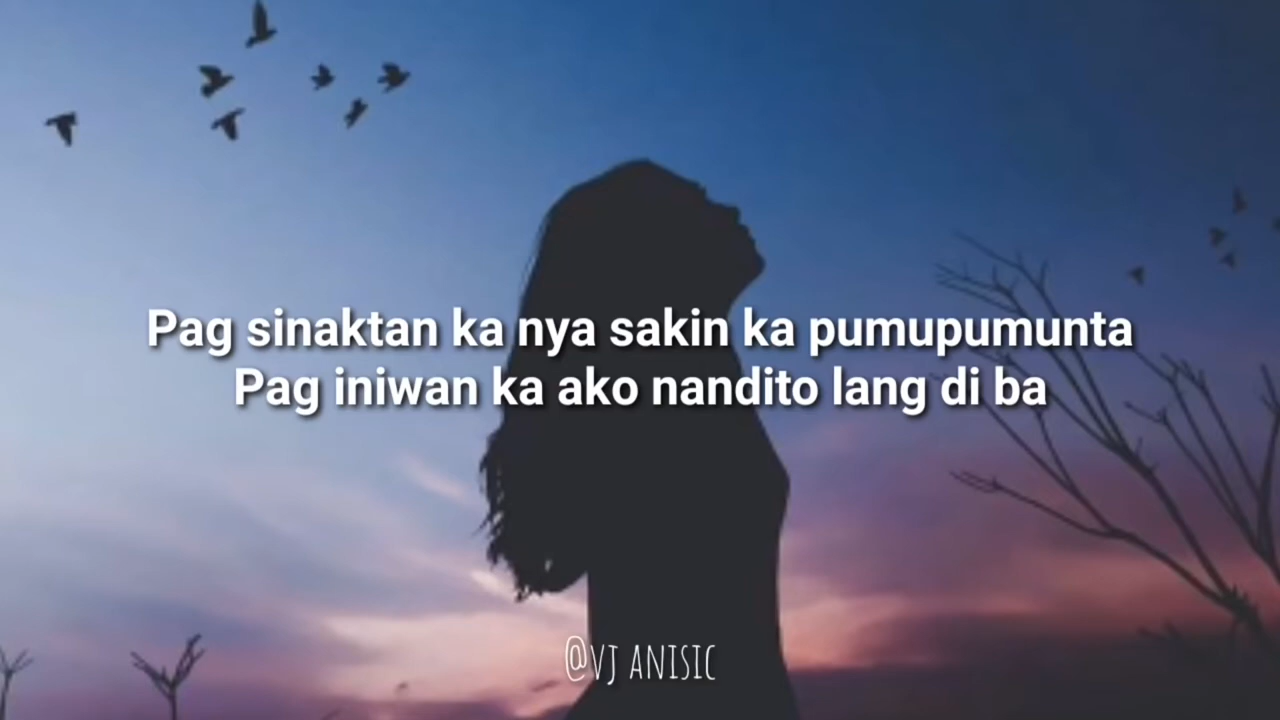 Pag sinaktan ka nya sakin ka pumupumunta
Pag iniwan ka ako nandito lang di ba
@VJ ANISIC